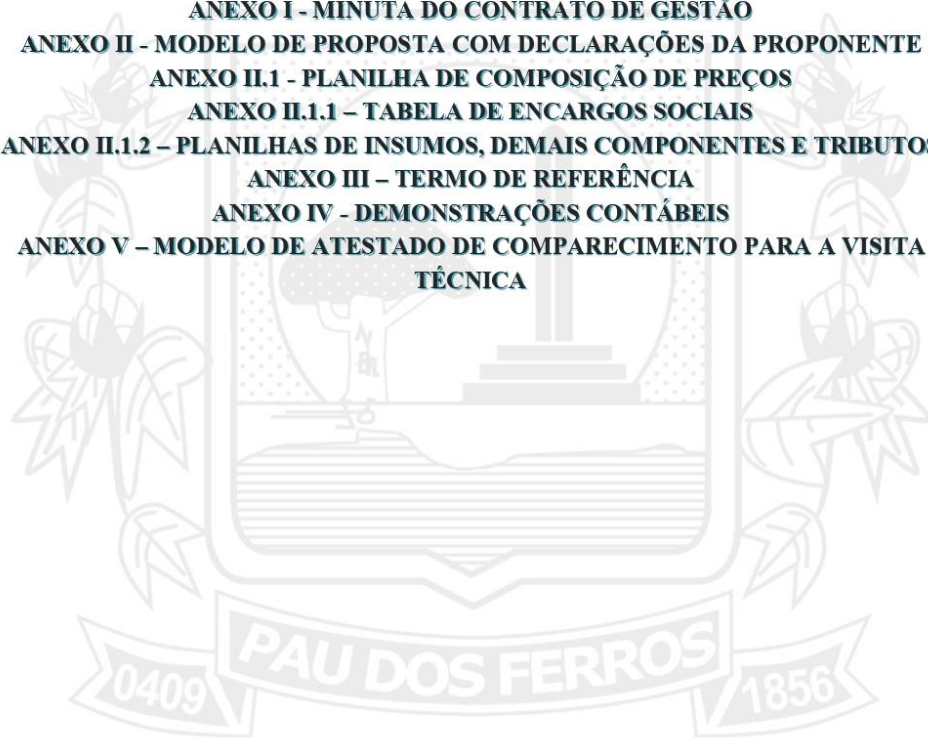 ANEXO I - MINUTA DO CONTRATO DE GESTÃO
ANEXO II - MODELO DE PROPOSTA COM DECLARAÇÕES DA PROPONENTE
ANEXO II.1 - PLANILHA DE COMPOSIÇÃO DE PREÇOS
ANEXO II.1.1 – TABELA DE ENCARGOS SOCIAIS
ANEXO II.1.2 – PLANILHAS DE INSUMOS, DEMAIS COMPONENTES E TRIBUTOS
ANEXO III – TERMO DE REFERÊNCIA
ANEXO IV - DEMONSTRAÇÕES CONTÁBEIS
ANEXO V – MODELO DE ATESTADO DE COMPARECIMENTO PARA A VISITA
TÉCNICA
PAU DOS FERROS
0409 1856